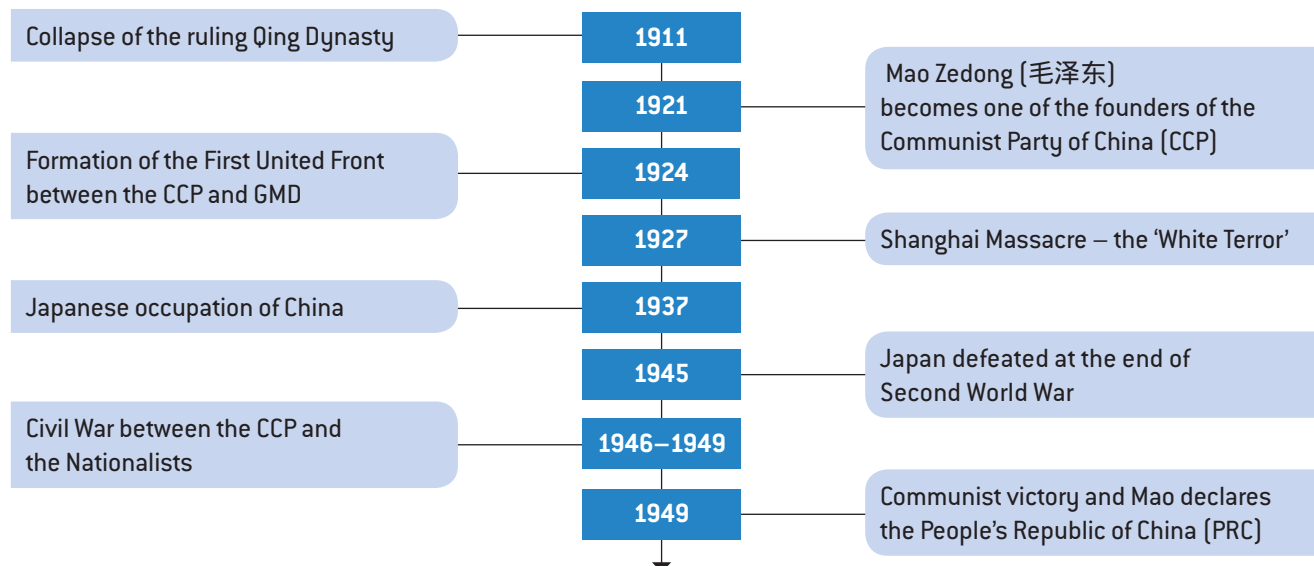 Collapse of the ruling Qing Dynasty
1911
Mao Zedong (毛泽东)
becomes one of the founders of the
Communist Party of China (CCP)
1921
Formation of the First United Front
between the CCP and GMD
1924
1927
Shanghai Massacre – the ‘White Terror’
Japanese occupation of China
1937
1945
Japan defeated at the end of
Second World War
Civil War between the CCP and
the Nationalists
1946–1949
1949
Communist victory and Mao declares
the People’s Republic of China (PRC)